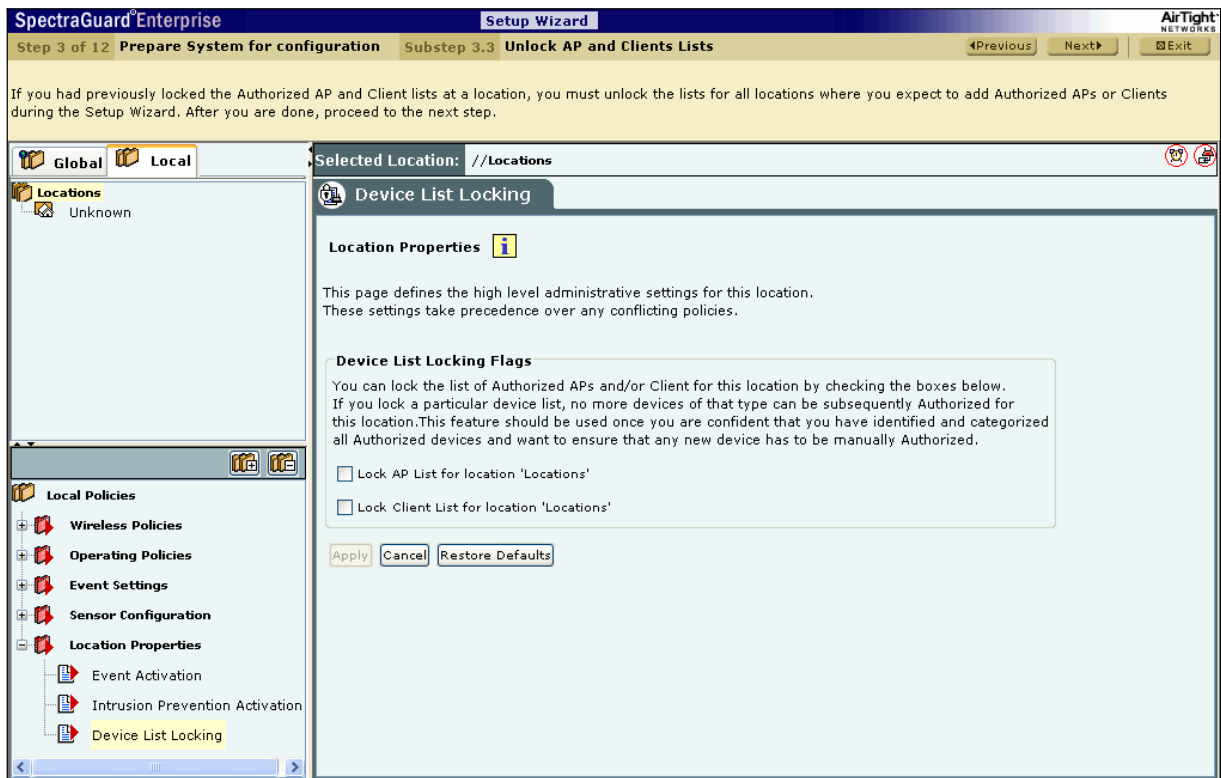 SpectraGuard®Enterprise
Setup Wizard
AirTight
NETWORKS
Step 3 of 12 Prepare System for configuration Substep 3.3 Unlock AP and Clients Lists
Previous Next Exit
If you had previously locked the Authorized AP and Client lists at a location, you must unlock the lists for all locations where you expect to add Authorized APs or Clients
during the Setup Wizard. After you are done, proceed to the next step.
Global Local
Locations
Unknown
Selected Location: //Locations
Device List Locking
Location Properties i
This page defines the high level administrative settings for this location.
These settings take precedence over any conflicting policies.
Device List Locking Flags
You can lock the list of Authorized APs and/or Client for this location by checking the boxes below.
If you lock a particular device list, no more devices of that type can be subsequently Authorized for
this location.This feature should be used once you are confident that you have identified and categorized
all Authorized devices and want to ensure that any new device has to be manually Authorized.
Lock AP List for location 'Locations'
Lock Client List for location 'Locations'
Apply Cancel Restore Defaults
Local Policies
Wireless Policies
Operating Policies
Event Settings
Sensor Configuration
Location Properties
Event Activation
Intrusion Prevention Activation
Device List Locking